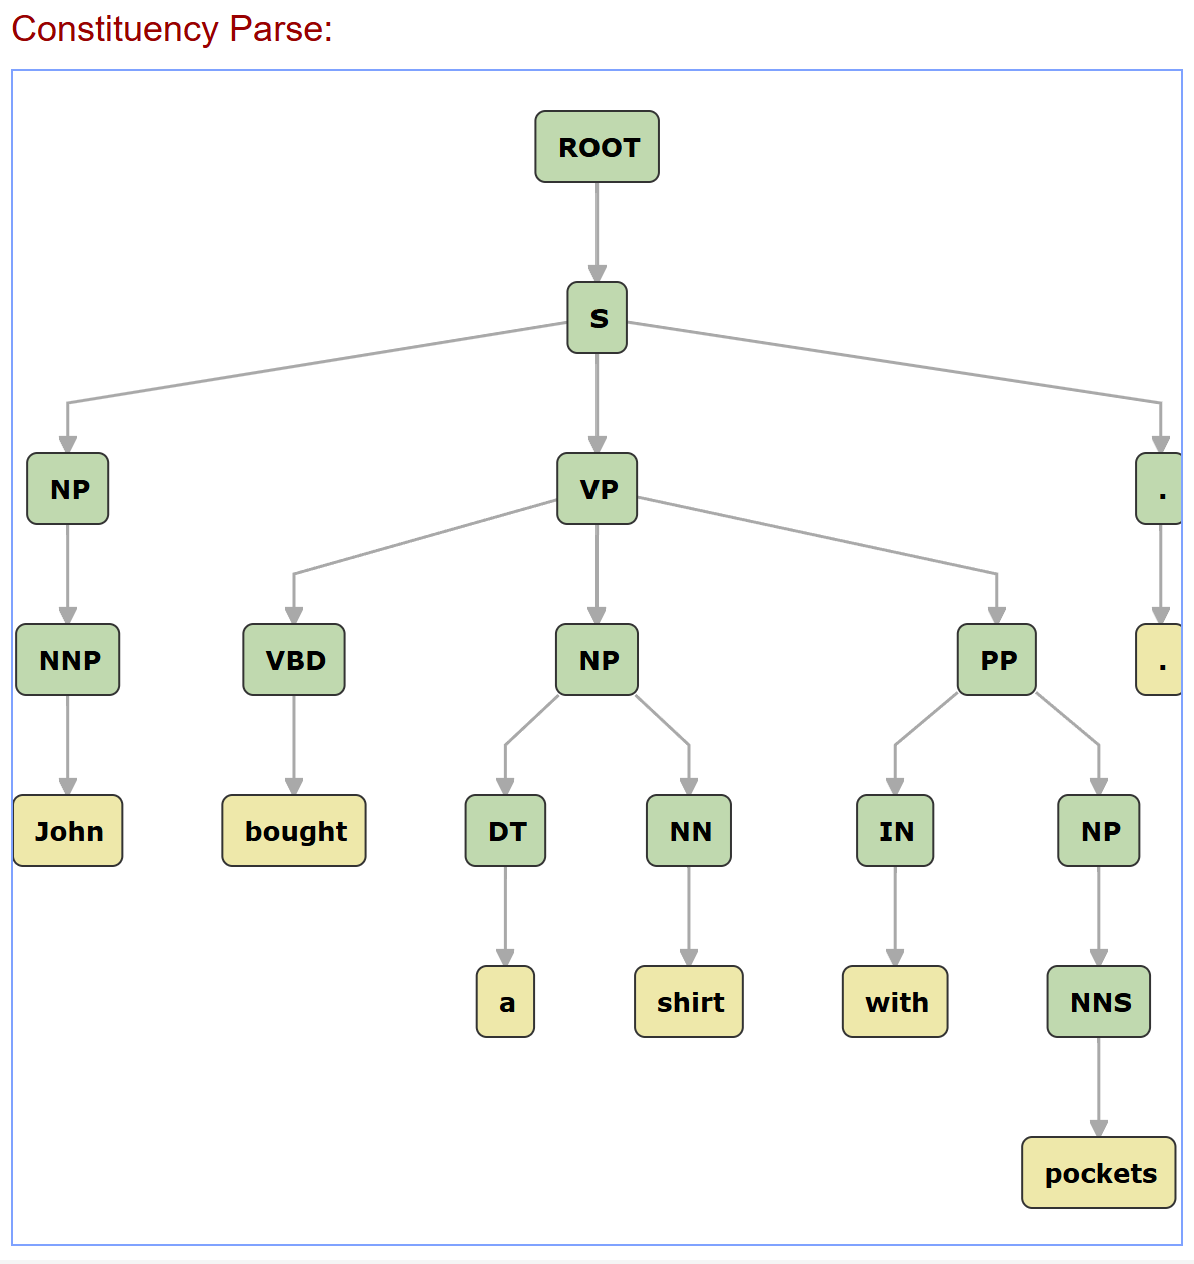 Constituency Parse:
ROOT
S
NP VP .
NNP VBD NP PP .
John bought DT NN IN NP
a shirt with NNS
pockets